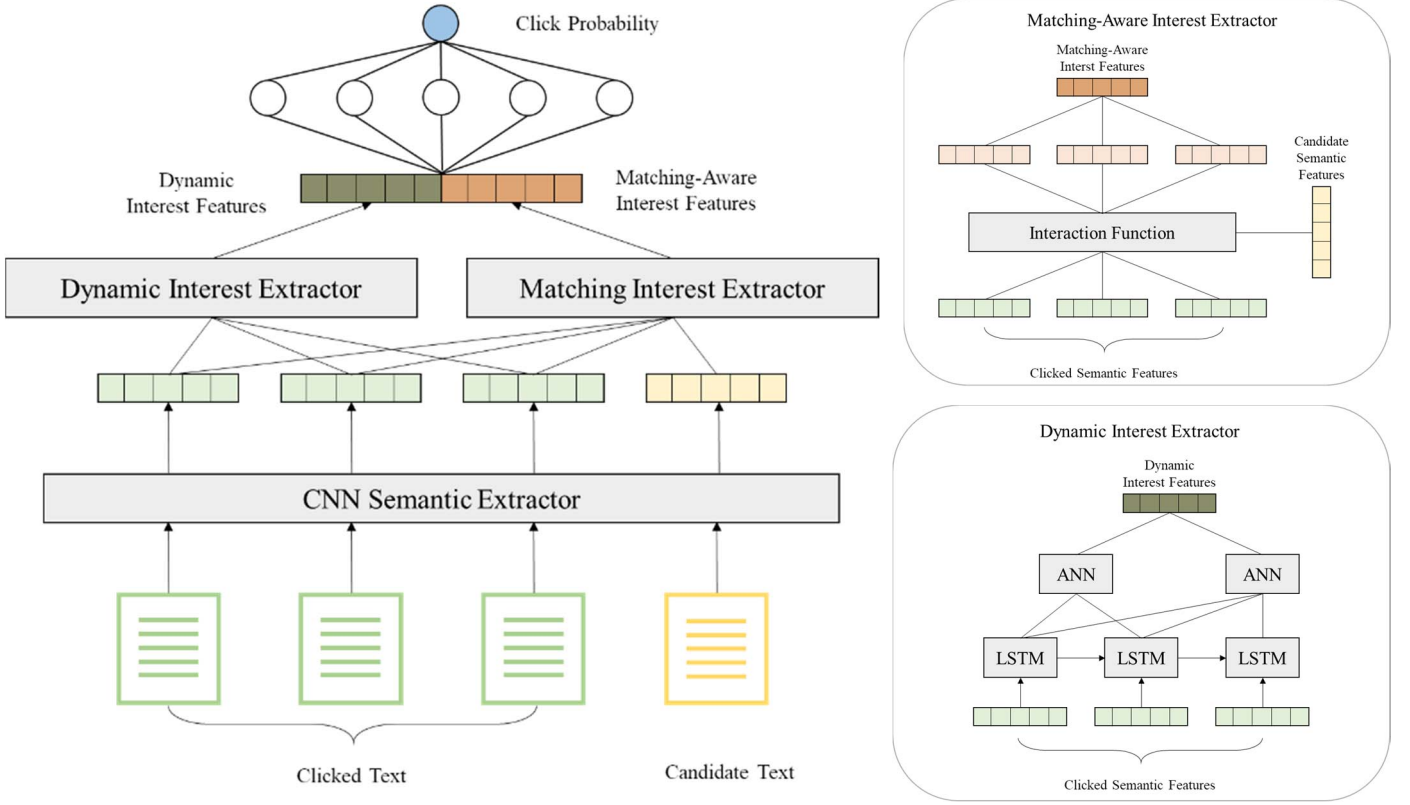 Click Probability
Dynamic
Interest Features
Matching-Aware
Interest Features
Dynamic Interest Extractor
Matching Interest Extractor
CNN Semantic Extractor
Clicked Text
Candidate Text
Matching-Aware Interest Extractor
Matching-Aware
Interst Features
Candidate
Semantic
Features
Interaction Function
Clicked Semantic Features
Dynamic Interest Extractor
Dynamic
Interest Features
ANN
ANN
LSTM
LSTM
LSTM
Clicked Semantic Features